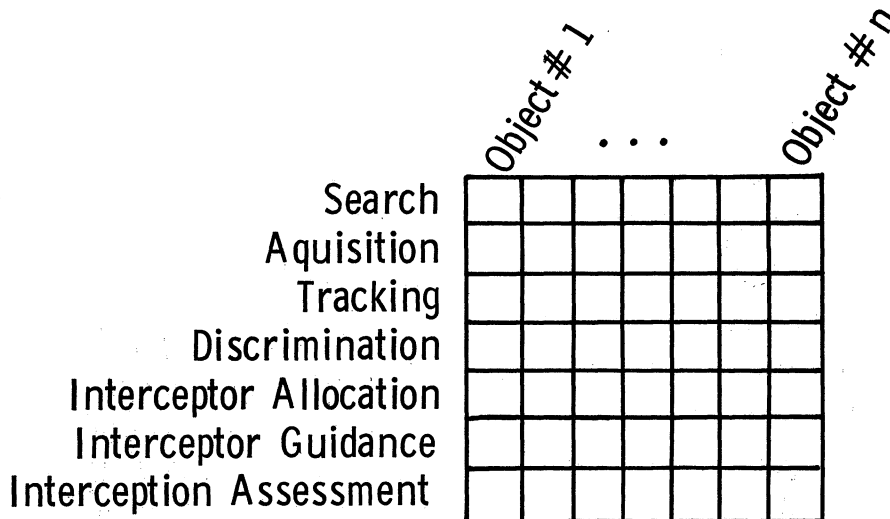 Object # 1 . . . Object # n
Search
Aquisition
Tracking
Discrimination
Interceptor Allocation
Interceptor Guidance
Interception Assessment